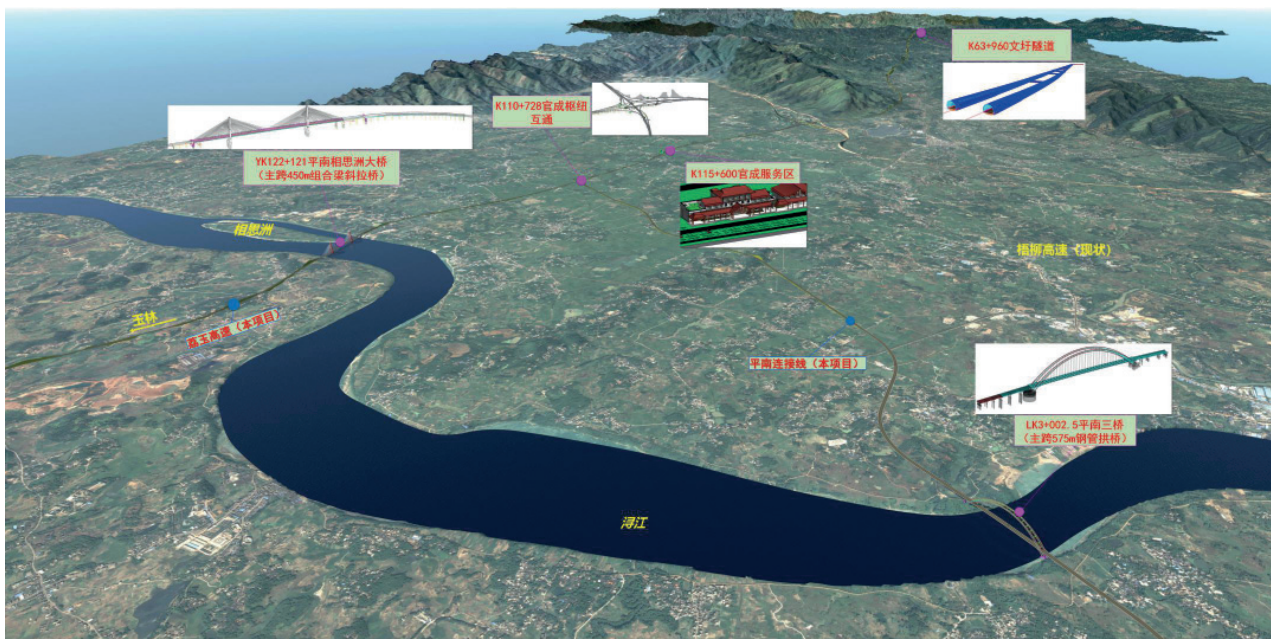 K63+960文圩隧道
K110+728官成枢纽
互通
YK122+121平南相思洲大桥
（主跨450m组合梁斜拉桥）
K115+600官成服务区
相思洲
梧柳高速（现状）
玉林
荔玉高速（本项目）
平南连接线（本项目）
LK3+002.5平南三桥
（主跨575m钢管拱桥）
浔江